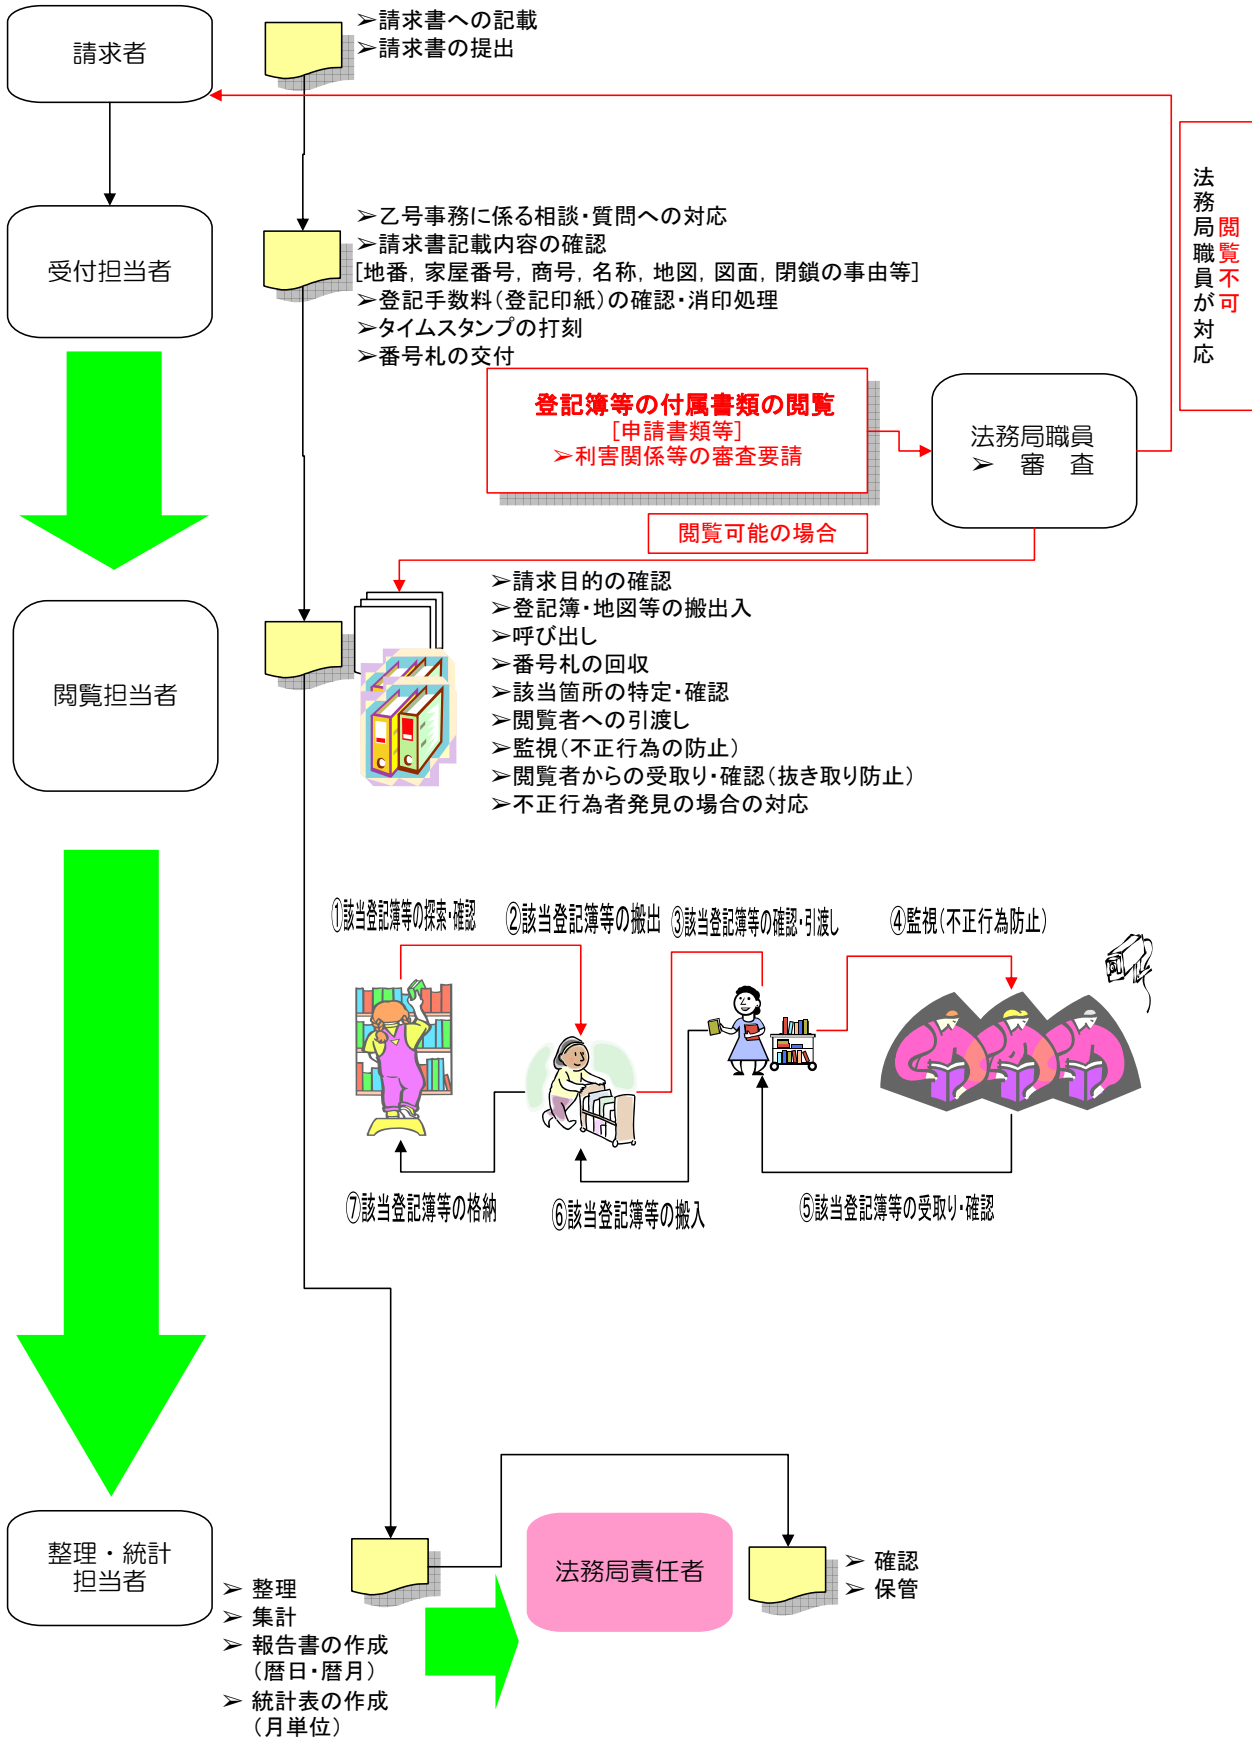 請求者
➢請求書への記載
➢請求書の提出
受付担当者
➢乙号事務に係る相談・質問への対応
➢請求書記載内容の確認
[地番，家屋番号，商号，名称，地図，図面，閉鎖の事由等]
➢登記手数料（登記印紙）の確認・消印処理
➢タイムスタンプの打刻
➢番号札の交付
閲覧不可
法務局職員が対応
登記簿等の付属書類の閲覧
[申請書類等]
➢利害関係等の審査要請
法務局職員
➢　審　査
閲覧可能の場合
閲覧担当者
➢請求目的の確認
➢登記簿・地図等の搬出入
➢呼び出し
➢番号札の回収
➢該当箇所の特定・確認
➢閲覧者への引渡し
➢監視（不正行為の防止）
➢閲覧者からの受取り・確認（抜き取り防止）
➢不正行為者発見の場合の対応
①該当登記簿等の探索・確認
②該当登記簿等の搬出
③該当登記簿等の確認・引渡し
④監視（不正行為防止）
⑦該当登記簿等の格納
⑥該当登記簿等の搬入
⑤該当登記簿等の受取り・確認
整理・統計
担当者
➢ 整理
➢ 集計
➢ 報告書の作成
（暦日・暦月）
➢ 統計表の作成
（月単位）
法務局責任者
➢ 確認
➢ 保管